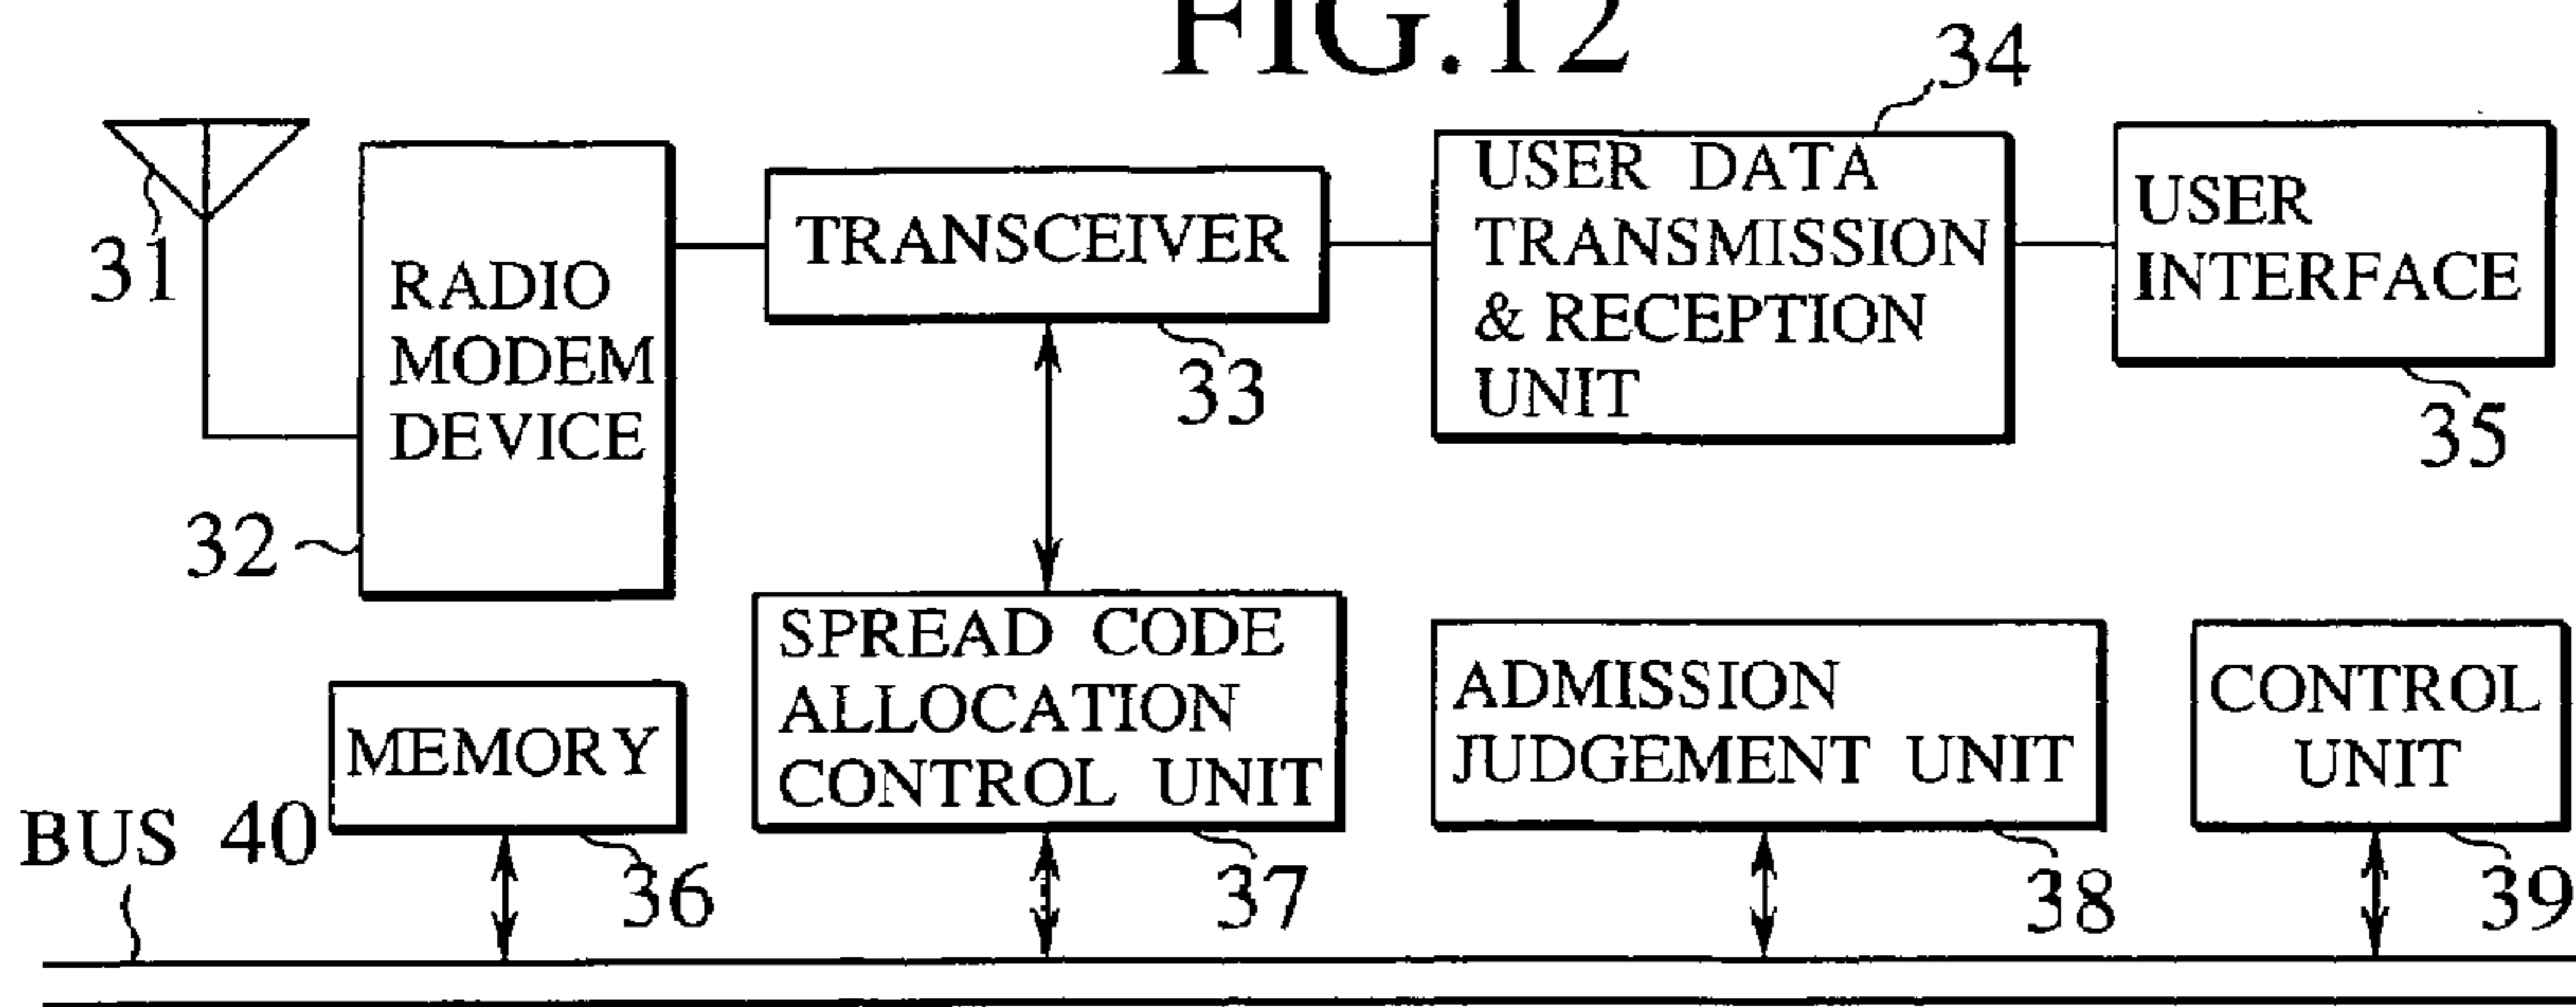 FIG.12
34
31
RADIO
MODEM
DEVICE
32
TRANSCEIVER
33
USER DATA
TRANSMISSION
& RECEPTION
UNIT
USER
INTERFACE
35
MEMORY
36
SPREAD CODE
ALLOCATION
CONTROL UNIT
37
ADMISSION
JUDGEMENT UNIT
38
CONTROL
UNIT
39
BUS 40